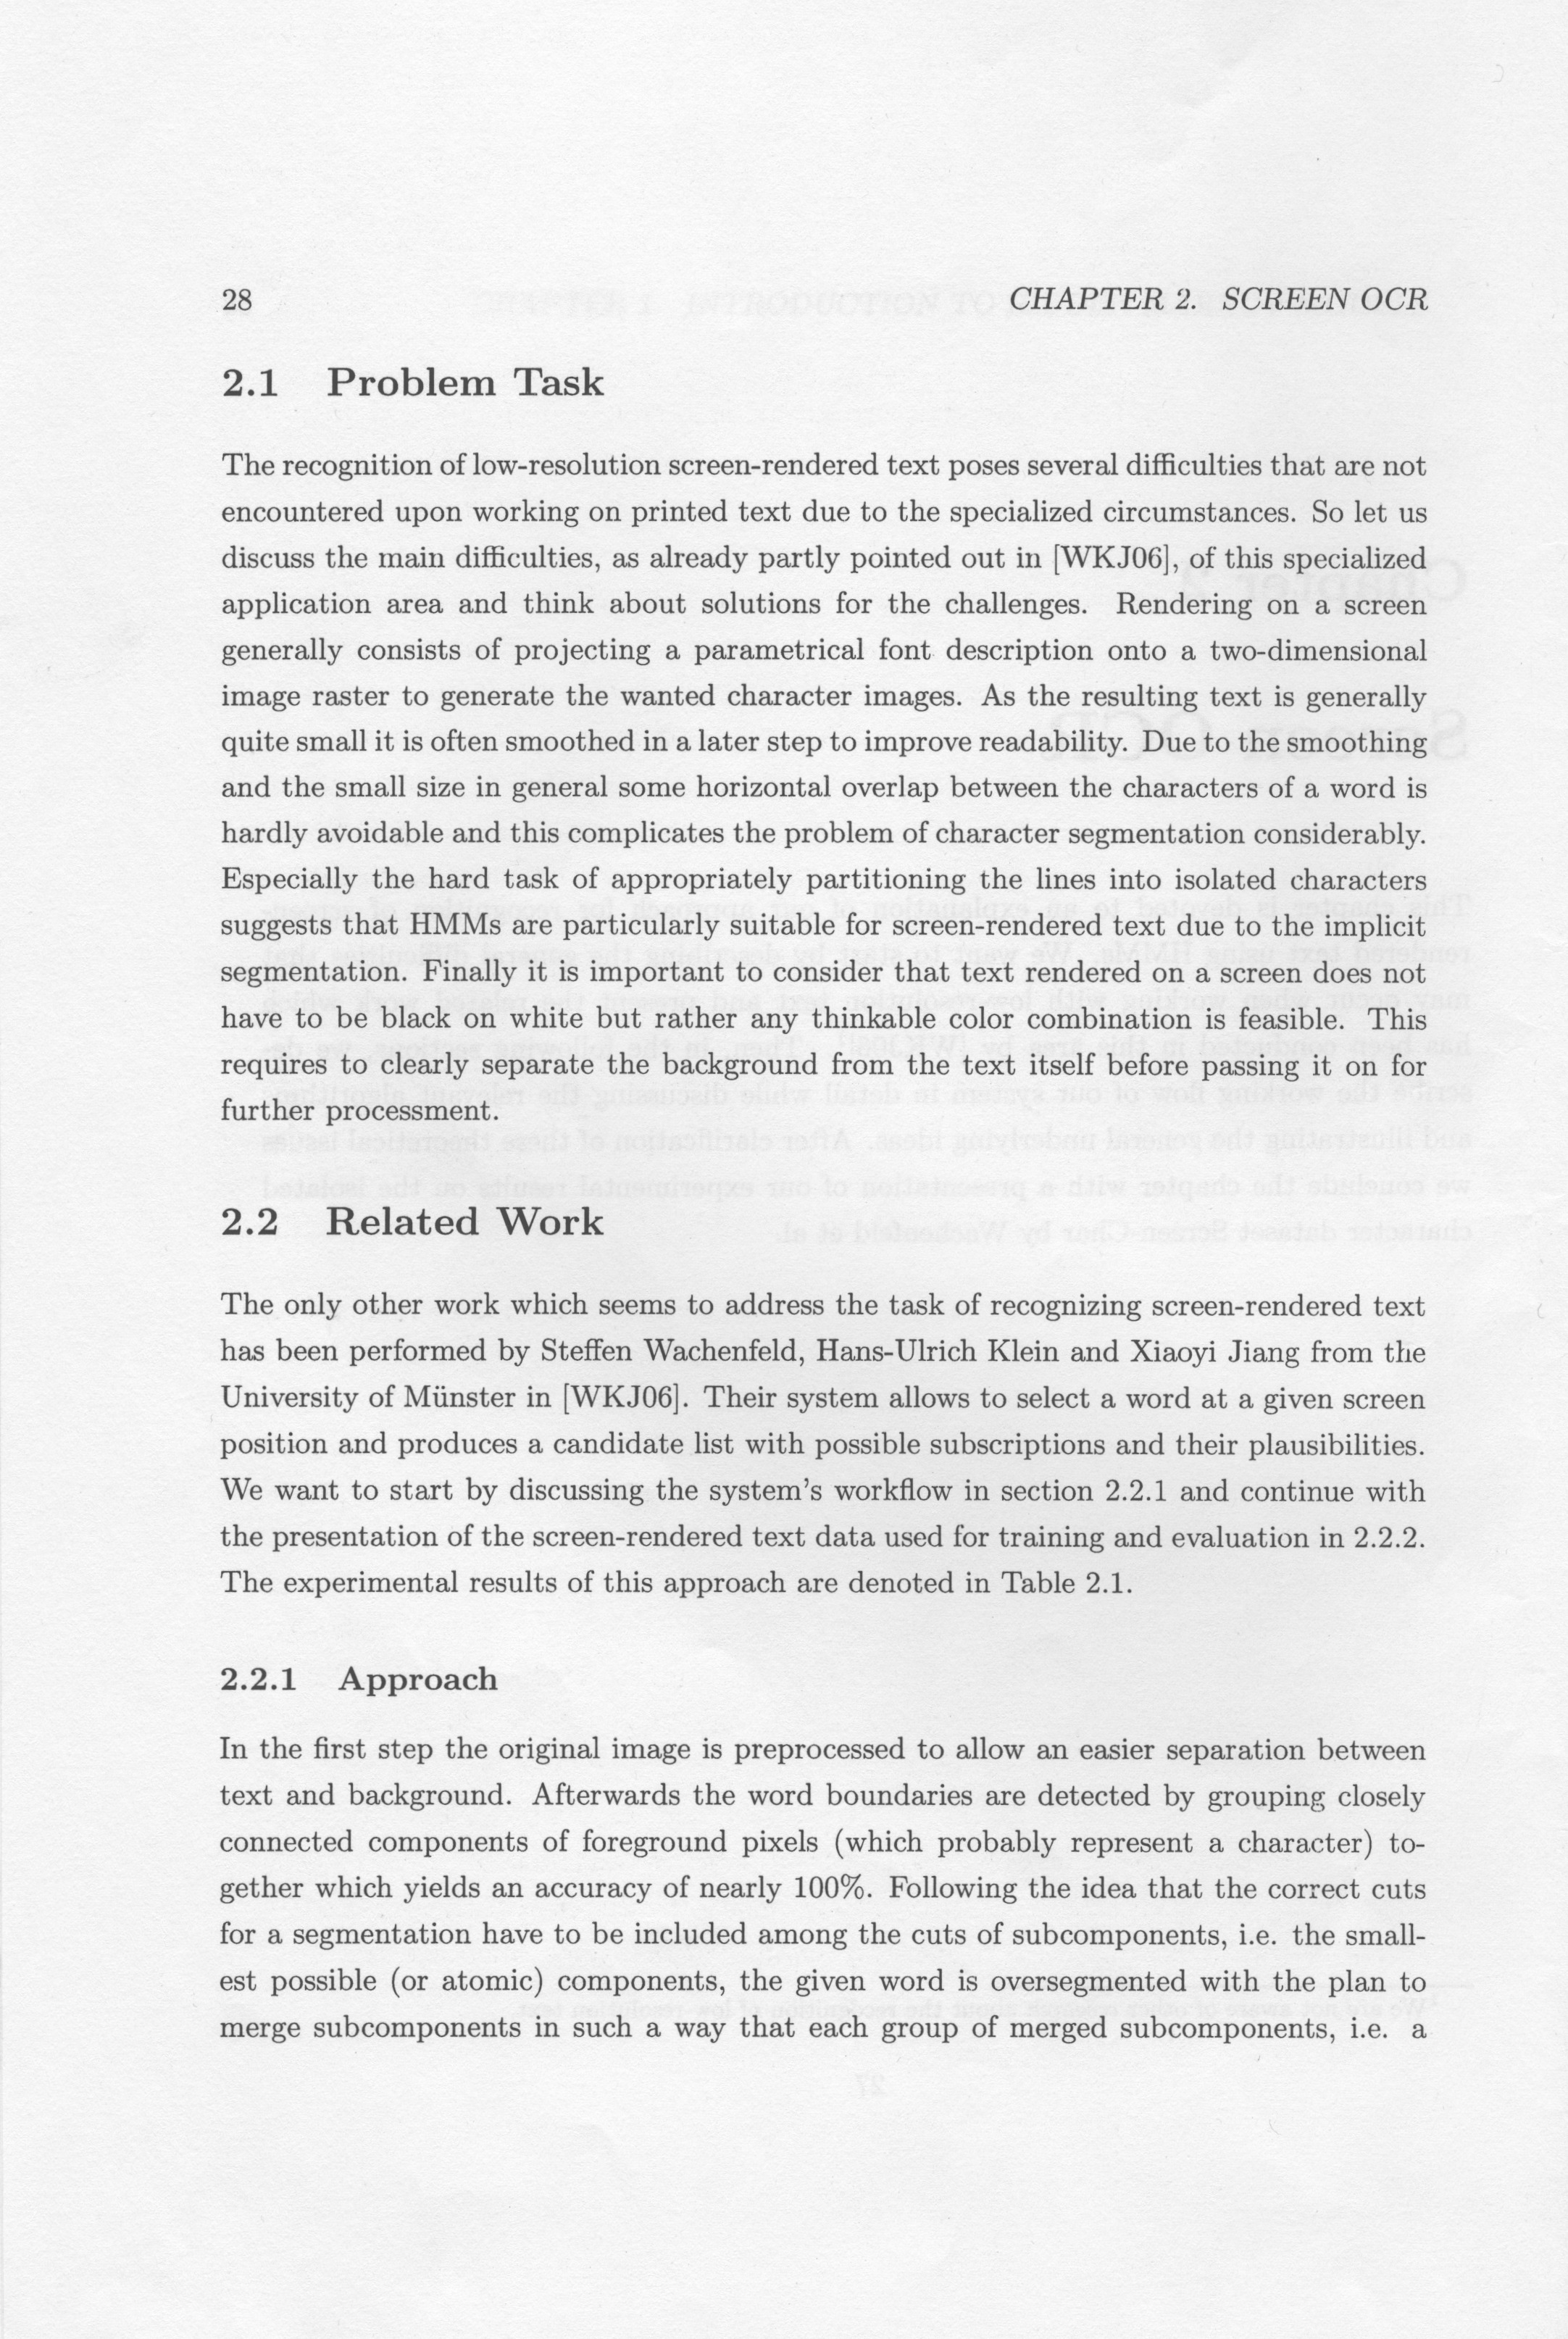 28 CHAPTER 2. SCREEN OCR
2.1 Problem Task
The recognition of low-resolution screen-rendered text poses several difficulties that are not
encountered upon working on printed text due to the specialized circumstances. So let us
discuss the main difficulties, as already partly pointed out in [WKJ06], of this specialized
application area and think about solutions for the challenges. Rendering on a screen
generally consists of projecting a parametrical font description onto a two-dimensional
image raster to generate the wanted character images. As the resulting text is generally
quite small it is often smoothed in a later step to improve readability. Due to the smoothing
and the small size in general some horizontal overlap between the characters of a word is
hardly avoidable and this complicates the problem of character segmentation considerably.
Especially the hard task of appropriately partitioning the lines into isolated characters
suggests that HMMs are particularly suitable for screen-rendered text due to the implicit
segmentation. Finally it is important to consider that text rendered on a screen does not
have to be black on white but rather any thinkable color combination is feasible. This
requires to clearly separate the background from the text itself before passing it on for
further processment.
2.2 Related Work
The only other work which seems to address the task of recognizing screen-rendered text
has been performed by Steffen Wachenfeld, Hans-Ulrich Klein and Xiaoyi Jiang from the
University of Münster in [WKJ06]. Their system allows to select a word at a given screen
position and produces a candidate list with possible subscriptions and their plausibilities.
We want to start by discussing the system's workflow in section 2.2.1 and continue with
the presentation of the screen-rendered text data used for training and evaluation in 2.2.2.
The experimental results of this approach are denoted in Table 2.1.
2.2.1 Approach
In the first step the original image is preprocessed to allow an easier separation between
text and background. Afterwards the word boundaries are detected by grouping closely
connected components of foreground pixels (which probably represent a character) to-
gether which yields an accuracy of nearly 100%. Following the idea that the correct cuts
for a segmentation have to be included among the cuts of subcomponents, i.e. the small-
est possible (or atomic) components, the given word is oversegmented with the plan to
merge subcomponents in such a way that each group of merged subcomponents, i.e. a